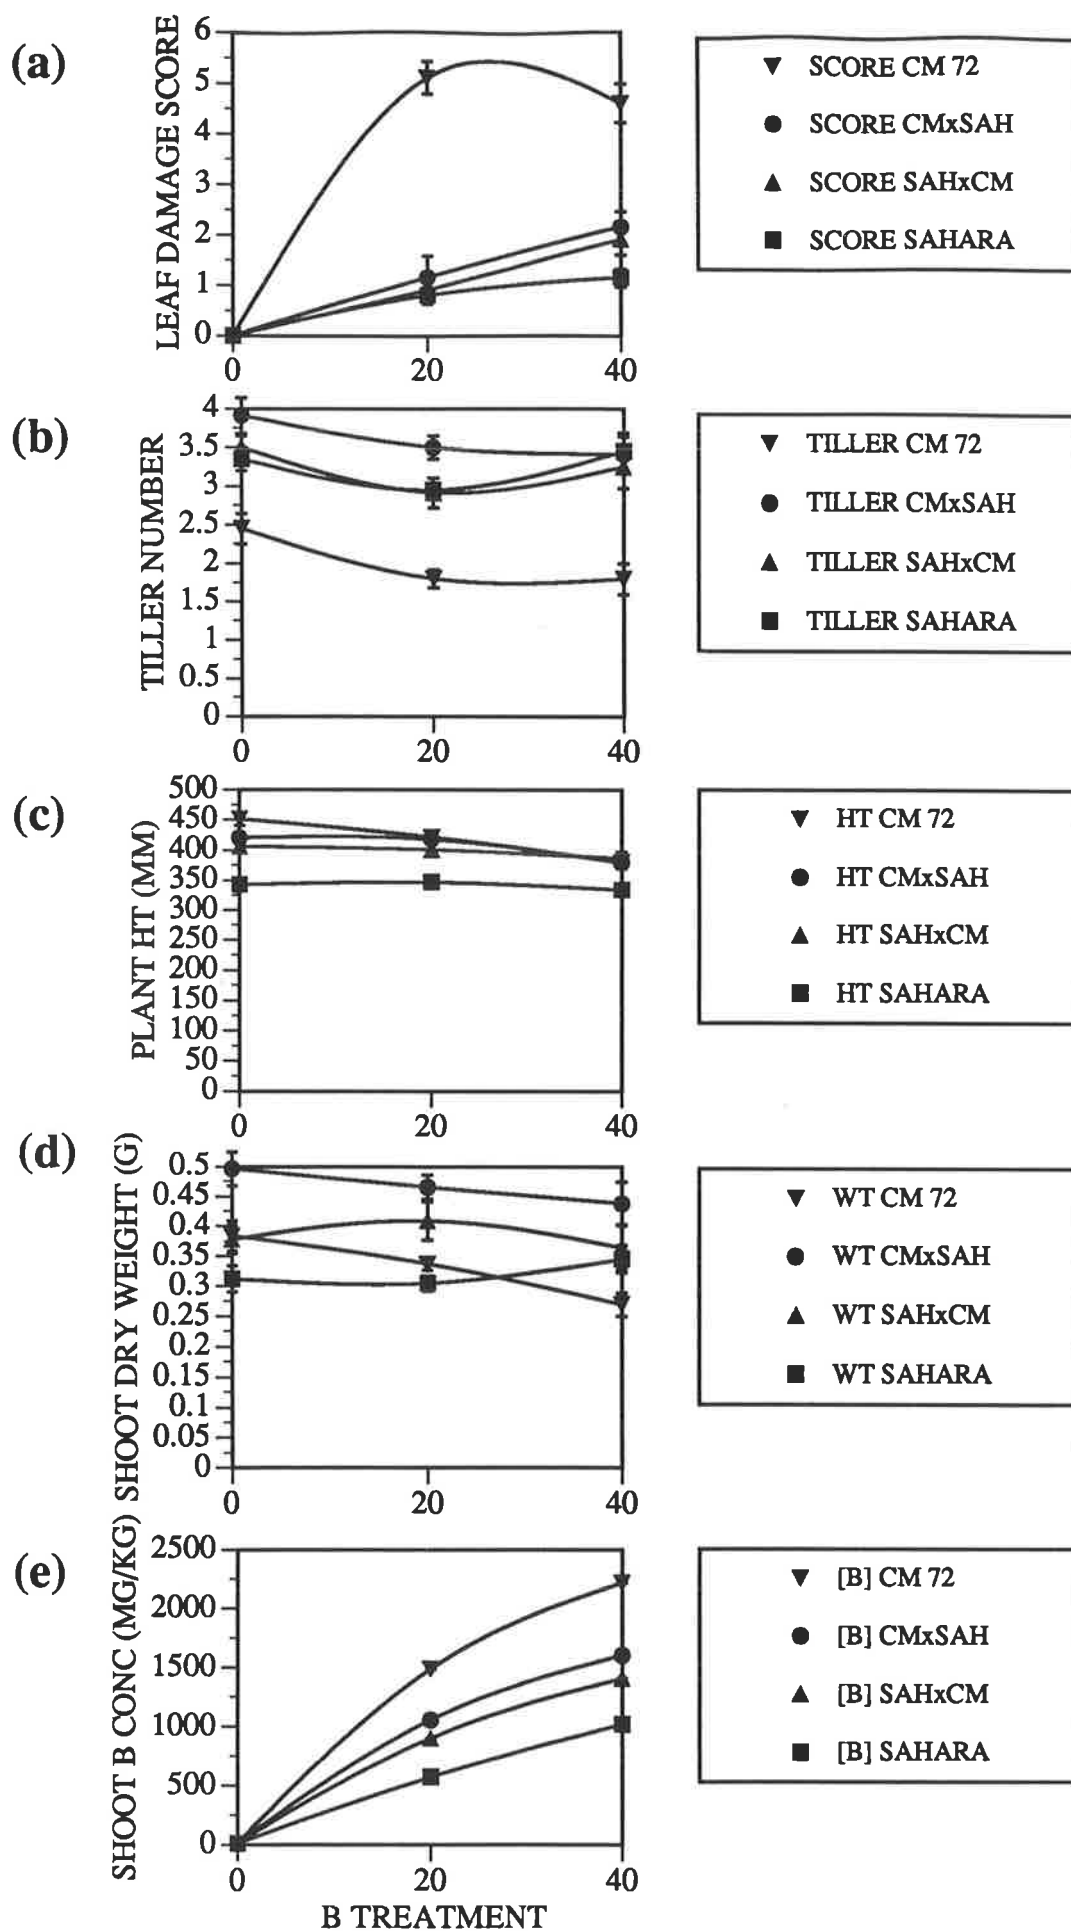 (a)
LEAF DAMAGE SCORE
6
5
4
3
2
1
0
0 20 40
SCORE CM 72
SCORE CMxSAH
SCORE SAHxCM
SCORE SAHARA
(b)
TILLER NUMBER
4
3.5
3
2.5
2
1.5
1
0.5
0
0 20 40
TILLER CM 72
TILLER CMxSAH
TILLER SAHxCM
TILLER SAHARA
(c)
PLANT HT (MM)
500
450
400
350
300
250
200
150
100
50
0
0 20 40
HT CM 72
HT CMxSAH
HT SAHxCM
HT SAHARA
(d)
SHOOT DRY WEIGHT (G)
0.5
0.45
0.4
0.35
0.3
0.25
0.2
0.15
0.1
0.05
0
0 20 40
WT CM 72
WT CMxSAH
WT SAHxCM
WT SAHARA
(e)
SHOOT B CONC (MG/KG)
2500
2000
1500
1000
500
0
0 20 40
B TREATMENT
[B] CM 72
[B] CMxSAH
[B] SAHxCM
[B] SAHARA